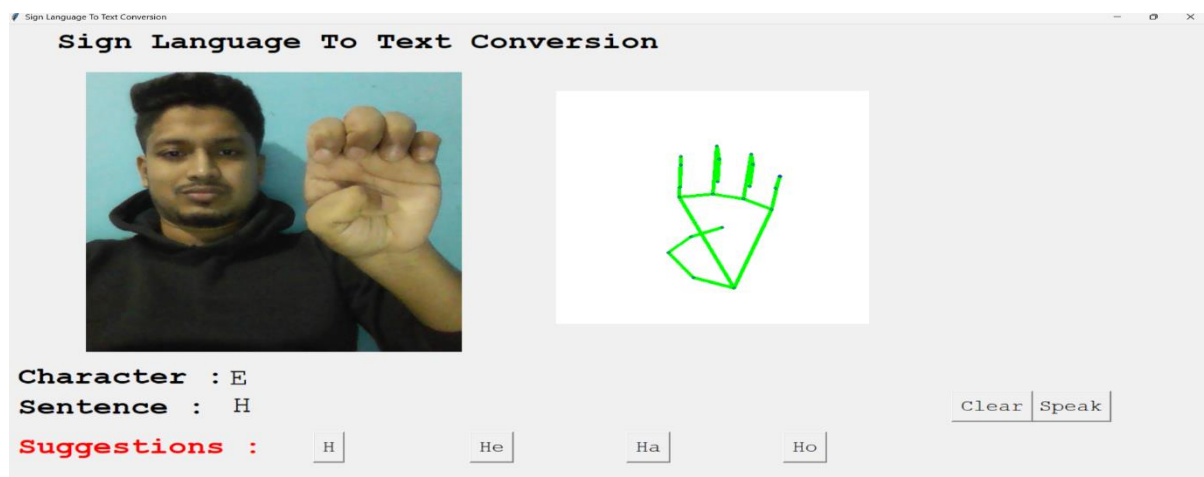 Sign Language To Text Conversion
Sign Language To Text Conversion
Character : E
Sentence : H
Clear Speak
Suggestions : H He Ha Ho